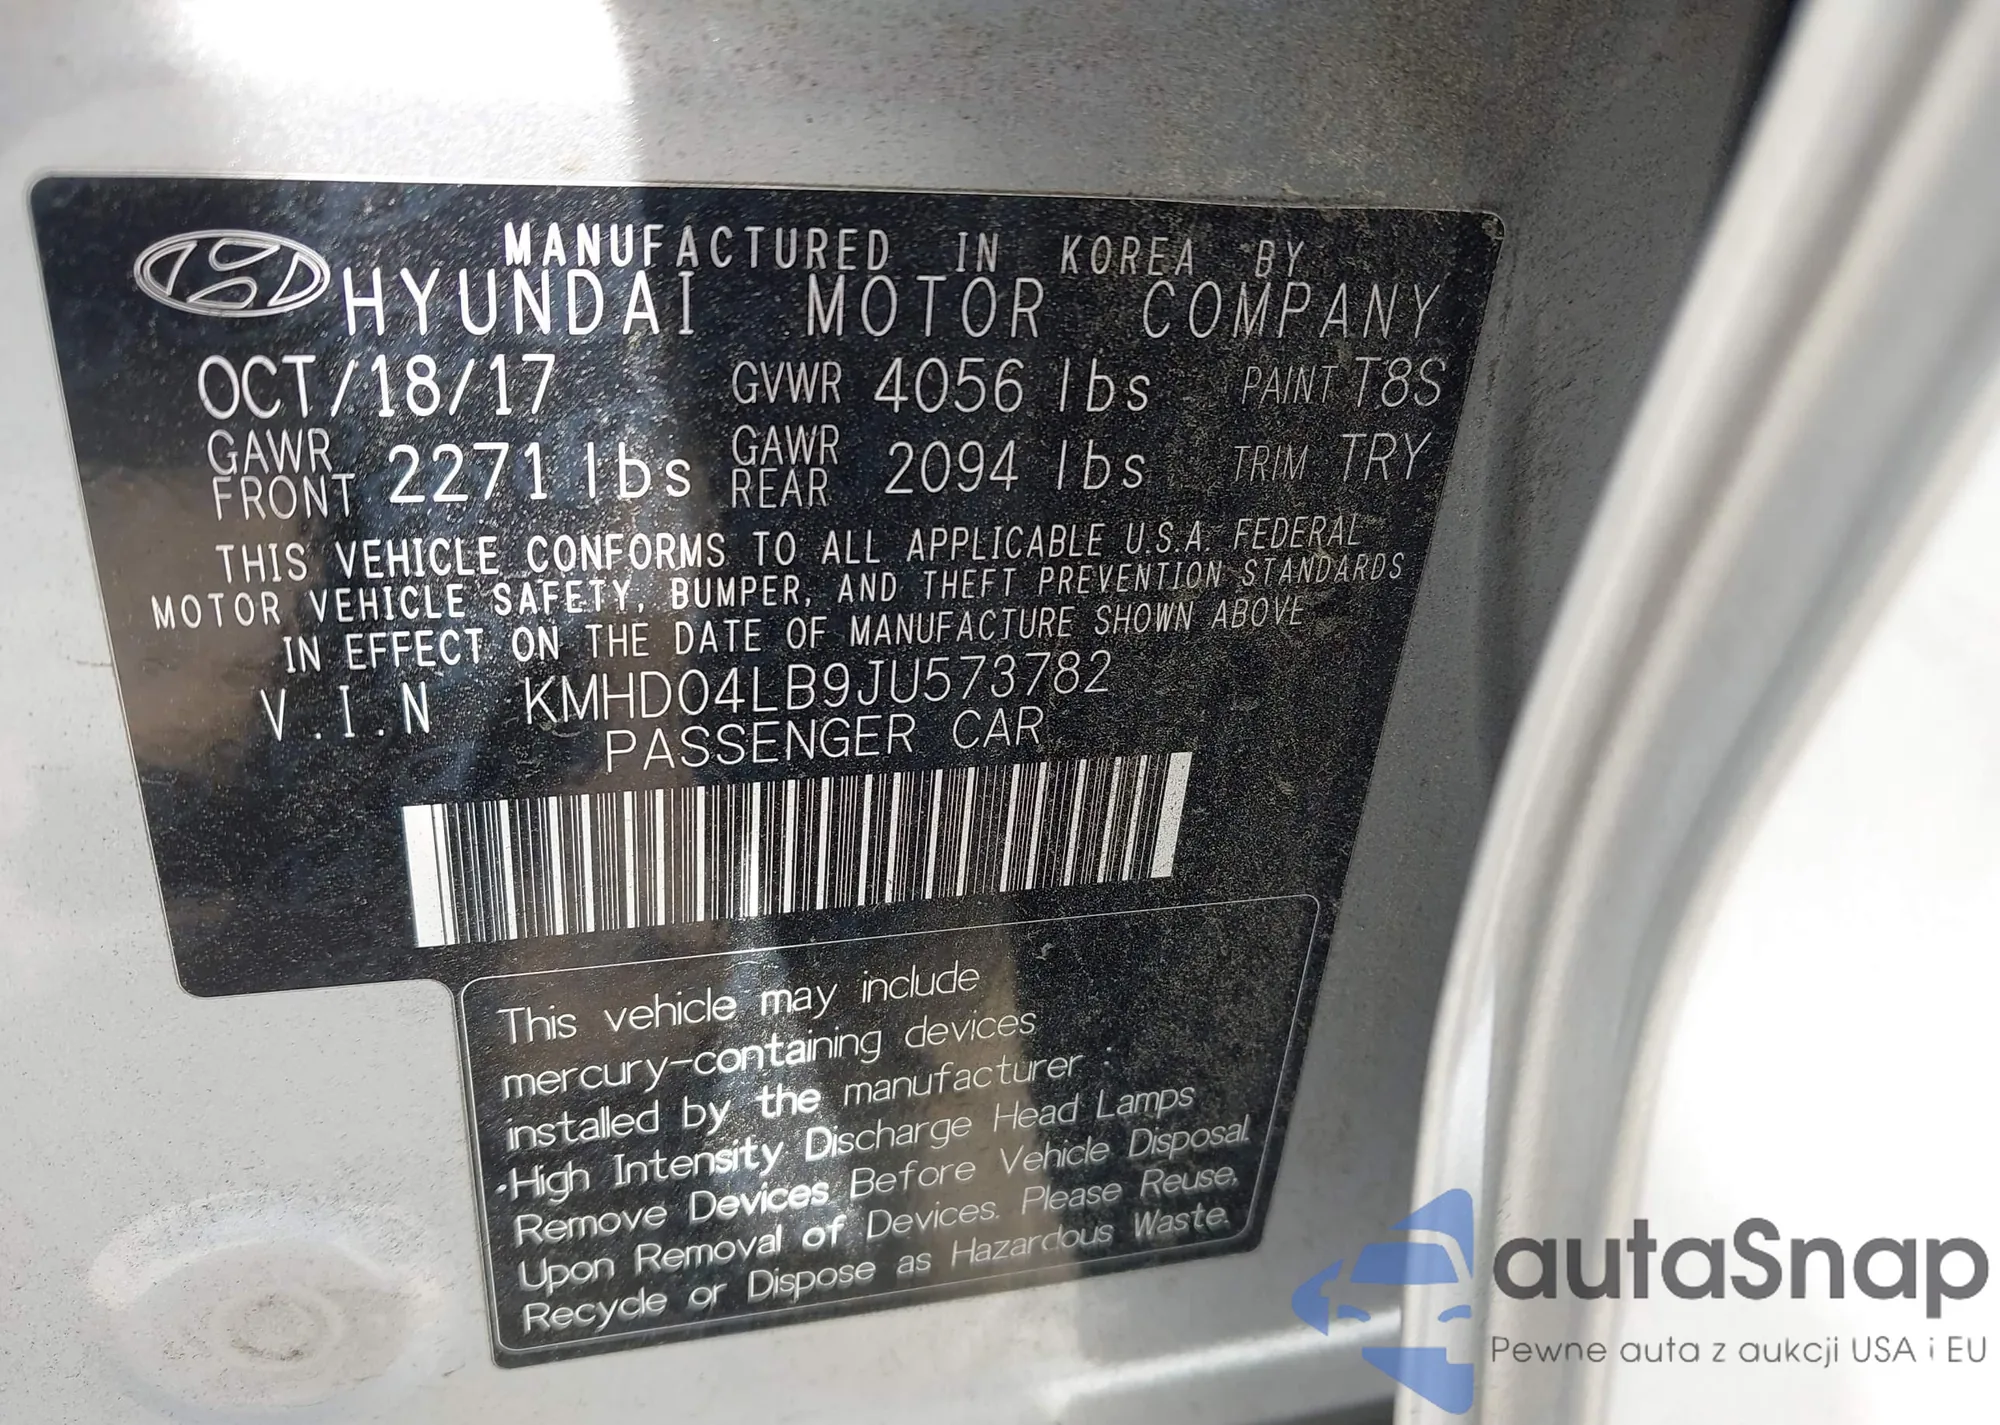 MANUFACTURED IN KOREA BY
HYUNDAI MOTOR COMPANY
OCT/18/17 GVWR 4056 lbs PAINT T8S
GAWR FRONT 2271 lbs GAWR REAR 2094 lbs TRIM TRY
THIS VEHICLE CONFORMS TO ALL APPLICABLE U.S.A. FEDERAL
MOTOR VEHICLE SAFETY, BUMPER, AND THEFT PREVENTION STANDARDS
IN EFFECT ON THE DATE OF MANUFACTURE SHOWN ABOVE
V.I.N KMHD04LB9JU573782
PASSENGER CAR
This vehicle may include
mercury-containing devices
installed by the manufacturer :
•High Intensity Discharge Head Lamps
Remove Devices Before Vehicle Disposal.
Upon Removal of Devices. Please Reuse,
Recycle or Dispose as Hazardous Waste.
autaSnap
Pewne auta z aukcji USA i EU